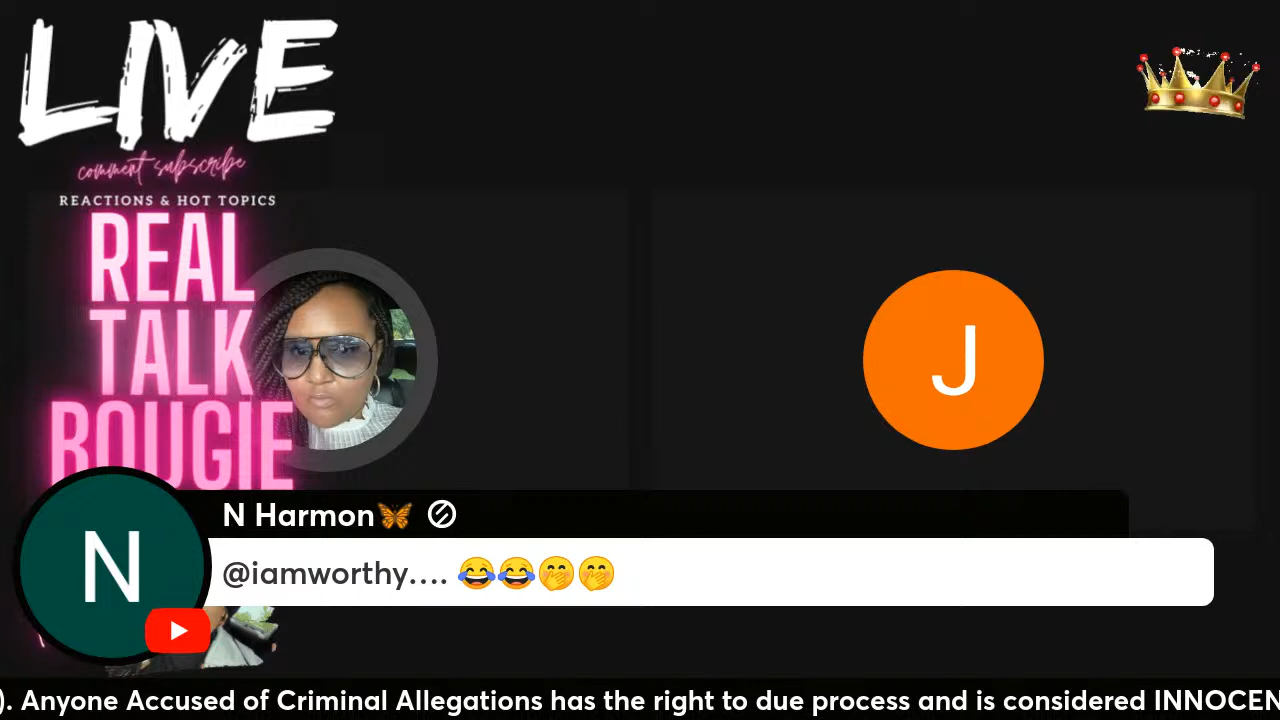 LIVE
comment subscribe
REACTIONS & HOT TOPICS
REAL
TALK
BOUGIE
J
N
N Harmon🦋
@iamworthy.... 😂😂🤭🤭
). Anyone Accused of Criminal Allegations has the right to due process and is considered INNOCEN